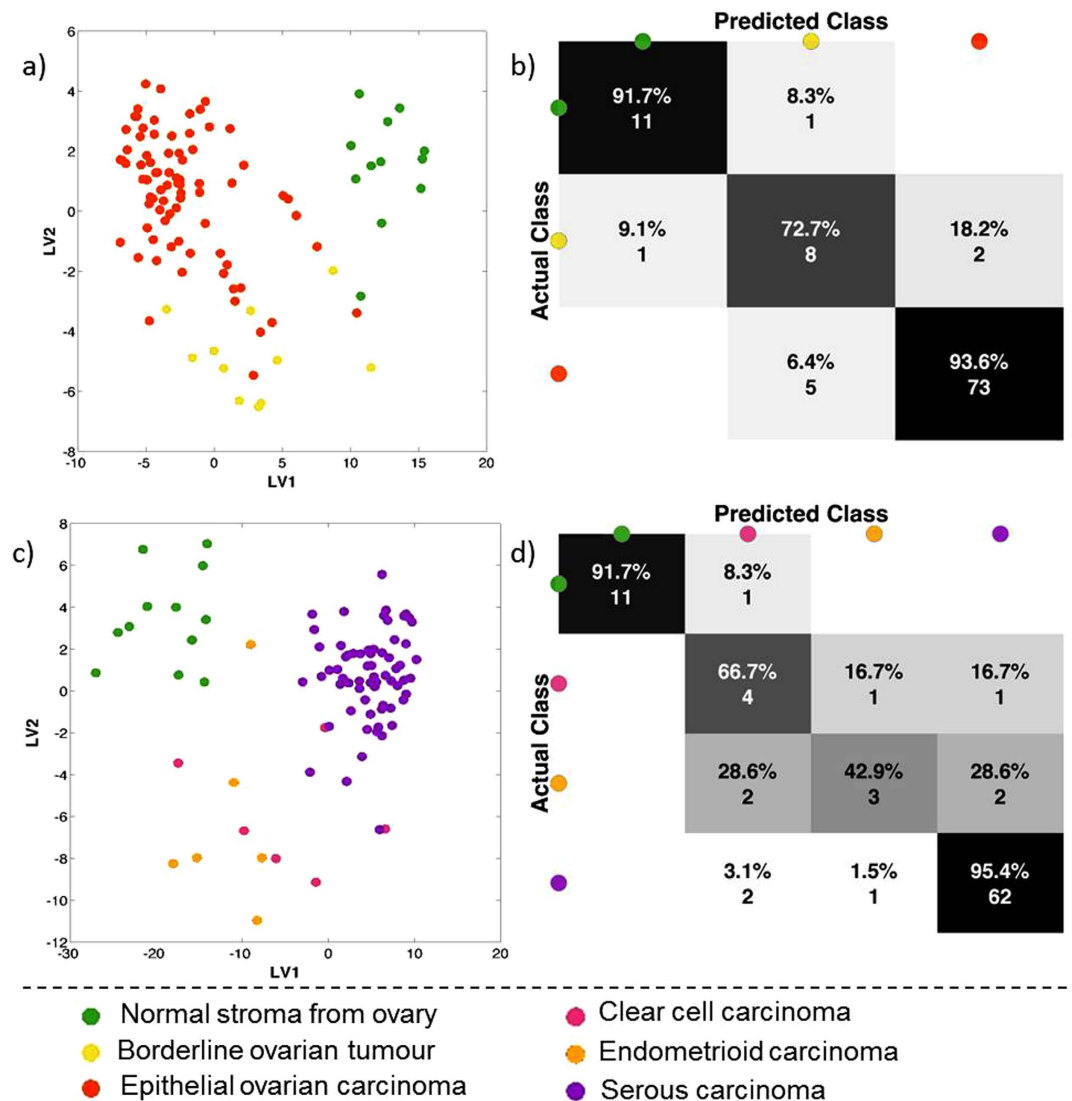 a)
6
4
2
0
-2
-4
-6
-8
LV2
-10 -5 0 5 10 15 20
LV1
b)
Predicted Class
Actual Class
91.7% 8.3%
11 1
9.1% 72.7% 18.2%
1 8 2
6.4% 93.6%
5 73
c)
8
6
4
2
0
-2
-4
-6
-8
-10
-12
LV2
-30 -20 -10 0 10 20
LV1
d)
Predicted Class
Actual Class
91.7% 8.3%
11 1
66.7% 16.7% 16.7%
4 1 1
28.6% 42.9% 28.6%
2 3 2
3.1% 1.5% 95.4%
2 1 62
Normal stroma from ovary
Borderline ovarian tumour
Epithelial ovarian carcinoma
Clear cell carcinoma
Endometrioid carcinoma
Serous carcinoma